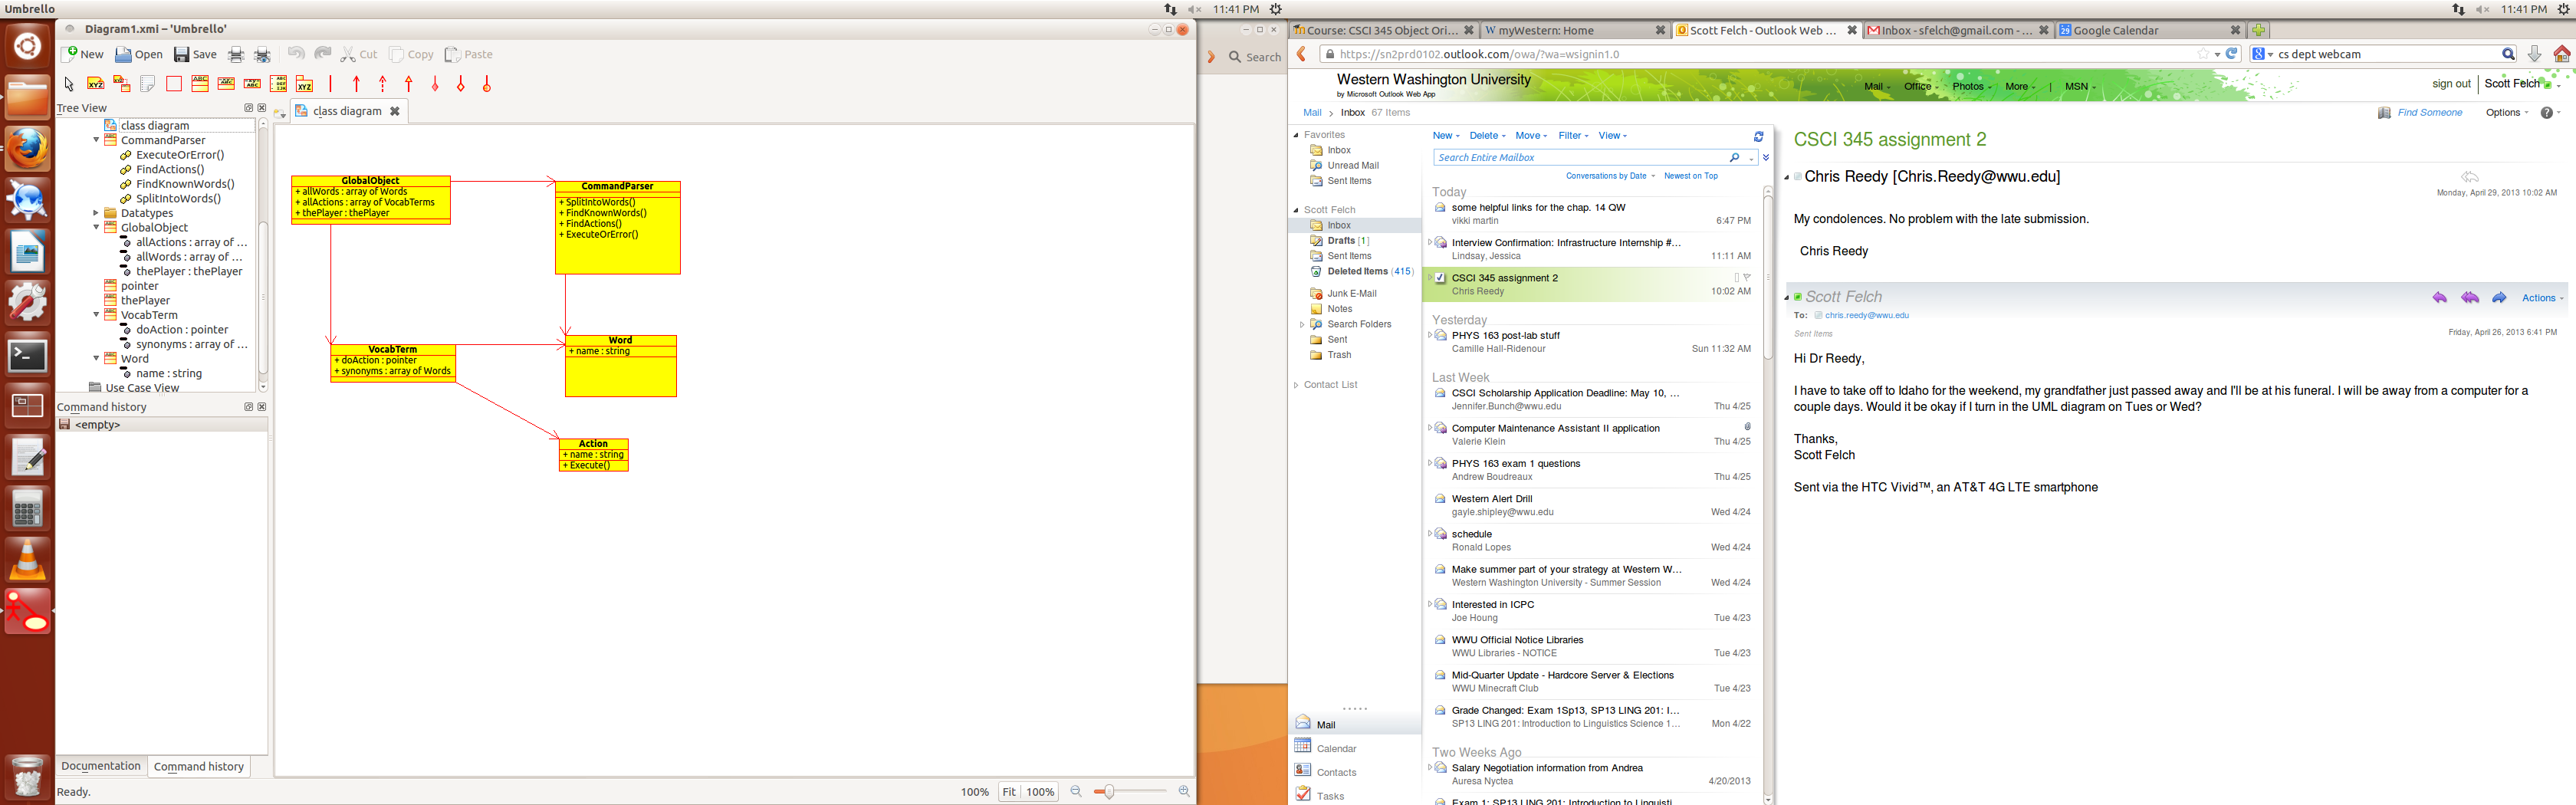 Umbrello
11:41 PM
11:41 PM
Diagram1.xmi – 'Umbrello'
New Open Save Cut Copy Paste
Tree View
class diagram
CommandParser
ExecuteOrError()
FindActions()
FindKnownWords()
SplitIntoWords()
Datatypes
GlobalObject
allActions : array of ...
allWords : array of ...
thePlayer : thePlayer
pointer
thePlayer
VocabTerm
doAction : pointer
synonyms : array of ...
Word
name : string
Use Case View
Command history
<empty>
Documentation Command history
Ready.
100% Fit 100%
class diagram
GlobalObject
+ allWords : array of Words
+ allActions : array of VocabTerms
+ thePlayer : thePlayer
CommandParser
+ SplitIntoWords()
+ FindKnownWords()
+ FindActions()
+ ExecuteOrError()
VocabTerm
+ doAction : pointer
+ synonyms : array of Words
Word
+ name : string
Action
+ name : string
+ Execute()
Search
Course: CSCI 345 Object Ori...
myWestern: Home
Scott Felch - Outlook Web ...
Inbox - sfelch@gmail.com - ...
Google Calendar
https://sn2prd0102.outlook.com/owa/?wa=wsignin1.0
cs dept webcam
Western Washington University
by Microsoft Outlook Web App
Mail Office Photos More | MSN
sign out Scott Felch
Mail > Inbox 67 Items
Find Someone Options
Favorites
Inbox
Unread Mail
Sent Items
Scott Felch
Inbox
Drafts [1]
Sent Items
Deleted Items (415)
Junk E-Mail
Notes
Search Folders
Sent
Trash
Contact List
Mail
Calendar
Contacts
Tasks
New Delete Move Filter View
Search Entire Mailbox
Conversations by Date Newest on Top
Today
some helpful links for the chap. 14 QW
vikki martin 6:47 PM
Interview Confirmation: Infrastructure Internship #...
Lindsay, Jessica 11:11 AM
CSCI 345 assignment 2
Chris Reedy 10:02 AM
Yesterday
PHYS 163 post-lab stuff
Camille Hall-Ridenour Sun 11:32 AM
Last Week
CSCI Scholarship Application Deadline: May 10, ...
Jennifer.Bunch@wwu.edu Thu 4/25
Computer Maintenance Assistant II application
Valerie Klein Thu 4/25
PHYS 163 exam 1 questions
Andrew Boudreaux Thu 4/25
Western Alert Drill
gayle.shipley@wwu.edu Wed 4/24
schedule
Ronald Lopes Wed 4/24
Make summer part of your strategy at Western W...
Western Washington University - Summer Session Wed 4/24
Interested in ICPC
Joe Houng Tue 4/23
WWU Official Notice Libraries
WWU Libraries - NOTICE Tue 4/23
Mid-Quarter Update - Hardcore Server & Elections
WWU Minecraft Club Tue 4/23
Grade Changed: Exam 1Sp13, SP13 LING 201: I...
SP13 LING 201: Introduction to Linguistics Science 1... Mon 4/22
Two Weeks Ago
Salary Negotiation information from Andrea
Auresa Nyctea 4/20/2013
Exam 1: SP13 LING 201: Introduction to Linguisti...
CSCI 345 assignment 2
Chris Reedy [Chris.Reedy@wwu.edu]
Monday, April 29, 2013 10:02 AM
My condolences. No problem with the late submission.
Chris Reedy
Scott Felch
Actions
To: chris.reedy@wwu.edu
Sent Items
Friday, April 26, 2013 6:41 PM
Hi Dr Reedy,
I have to take off to Idaho for the weekend, my grandfather just passed away and I'll be at his funeral. I will be away from a computer for a
couple days. Would it be okay if I turn in the UML diagram on Tues or Wed?
Thanks,
Scott Felch
Sent via the HTC Vivid™, an AT&T 4G LTE smartphone